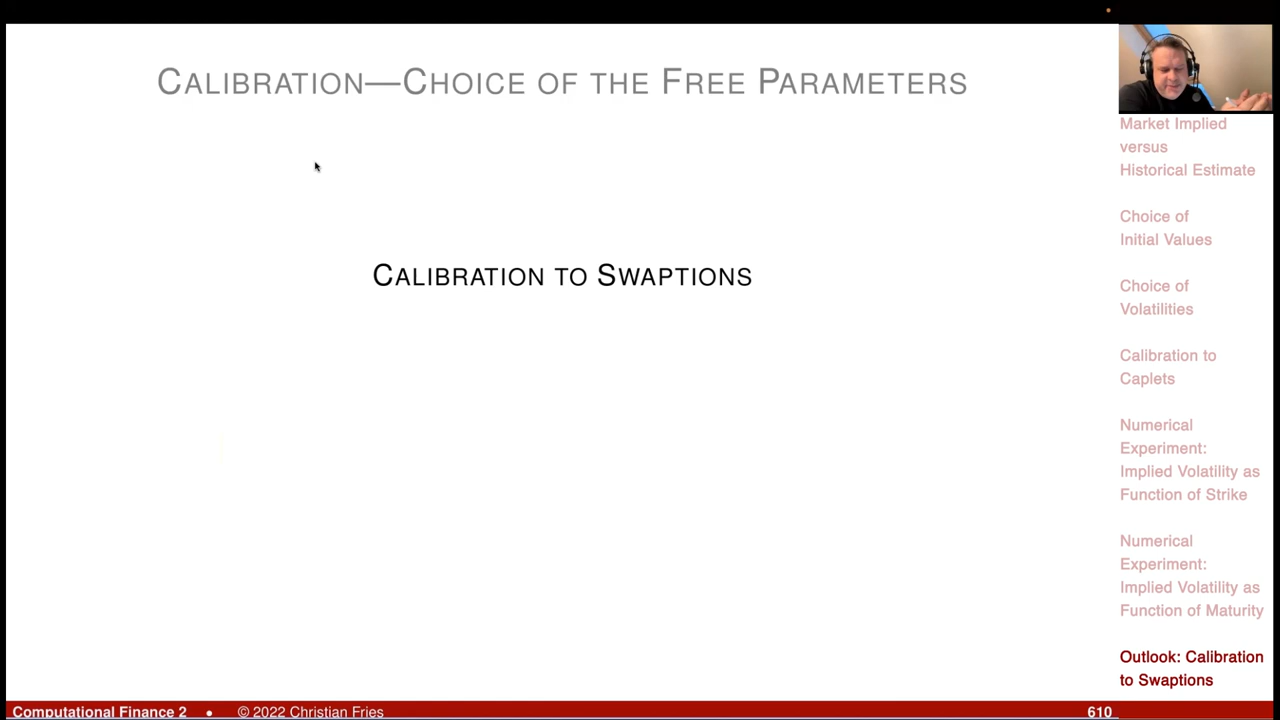 CALIBRATION—CHOICE OF THE FREE PARAMETERS
CALIBRATION TO SWAPTIONS
Market Implied
versus
Historical Estimate
Choice of
Initial Values
Choice of
Volatilities
Calibration to
Caplets
Numerical
Experiment:
Implied Volatility as
Function of Strike
Numerical
Experiment:
Implied Volatility as
Function of Maturity
Outlook: Calibration
to Swaptions
Computational Finance 2 • © 2022 Christian Fries 610